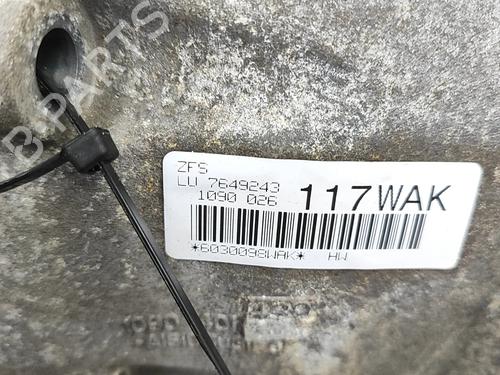 B-PARTS
ZFS
LU 7649243
1090 026
117WAK
*6030098WAK* HW